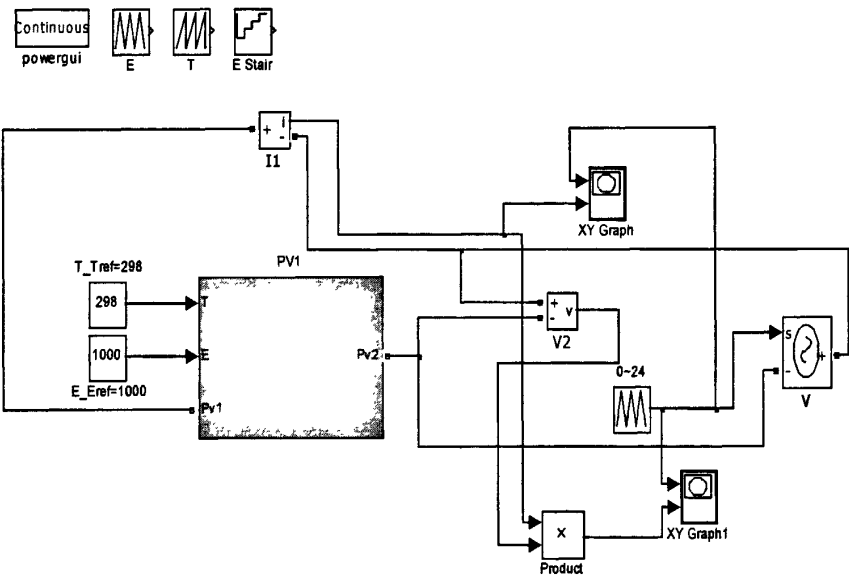 Continuous
powergui
E
T
E Stair
+ i
-
I1
XY Graph
T_Tref=298
PV1
298
T
1000
E
E_Eref=1000
Pv1
Pv2
+
- v
V2
0~24
s
+
-
V
x
Product
XY Graph1